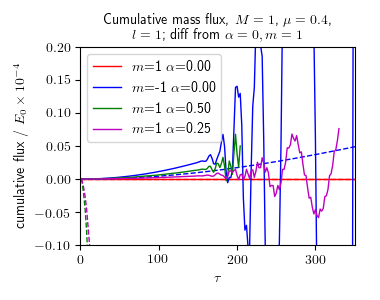 Cumulative mass flux, M = 1, μ = 0.4,
l = 1; diff from α = 0, m = 1
m=1 α=0.00
m=-1 α=0.00
m=1 α=0.50
m=1 α=0.25
cumulative flux / E₀ × 10⁻⁴
0.20
0.15
0.10
0.05
0.00
−0.05
−0.10
0 100 200 300
τ